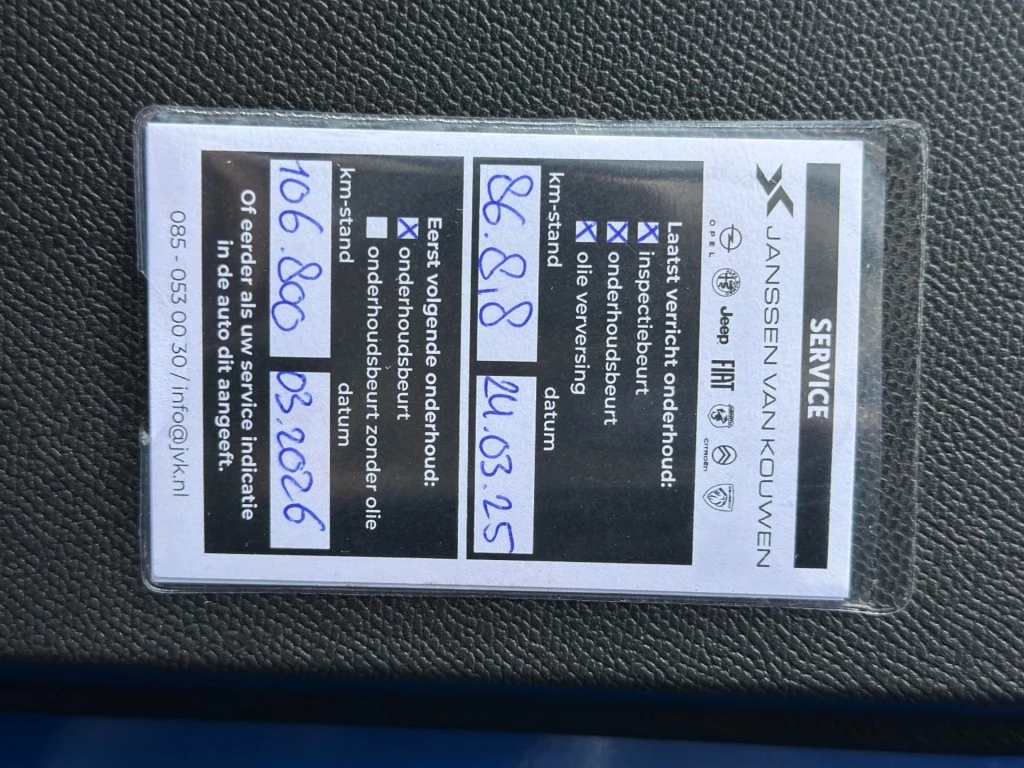 SERVICE
JANSSEN VAN KOUWEN
OPEL Jeep FIAT CITROËN
Laatst verricht onderhoud:
X inspectiebeurt
X onderhoudsbeurt
X olie verversing
km-stand datum
86.818 24.03.25
Eerst volgende onderhoud:
X onderhoudsbeurt
onderhoudsbeurt zonder olie
km-stand datum
106.800 03.2026
Of eerder als uw service indicatie
in de auto dit aangeeft.
085 - 053 00 30 / info@jvk.nl